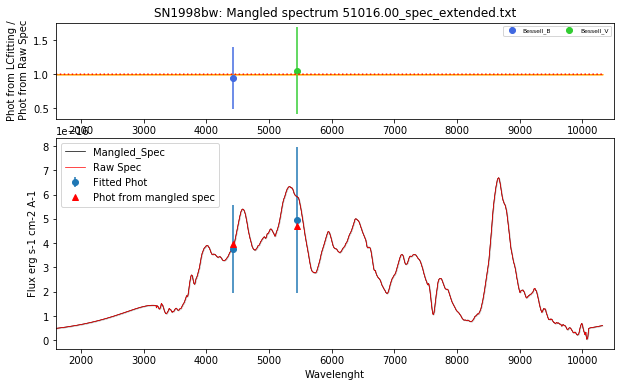 SN1998bw: Mangled spectrum 51016.00_spec_extended.txt
Phot from LCfitting /
Phot from Raw Spec
1.5
1.0
0.5
Bessell_B
Bessell_V
2000 3000 4000 5000 6000 7000 8000 9000 10000
1e−16
Flux erg s-1 cm-2 A-1
8
7
6
5
4
3
2
1
0
Mangled_Spec
Raw Spec
Fitted Phot
Phot from mangled spec
2000 3000 4000 5000 6000 7000 8000 9000 10000
Wavelenght